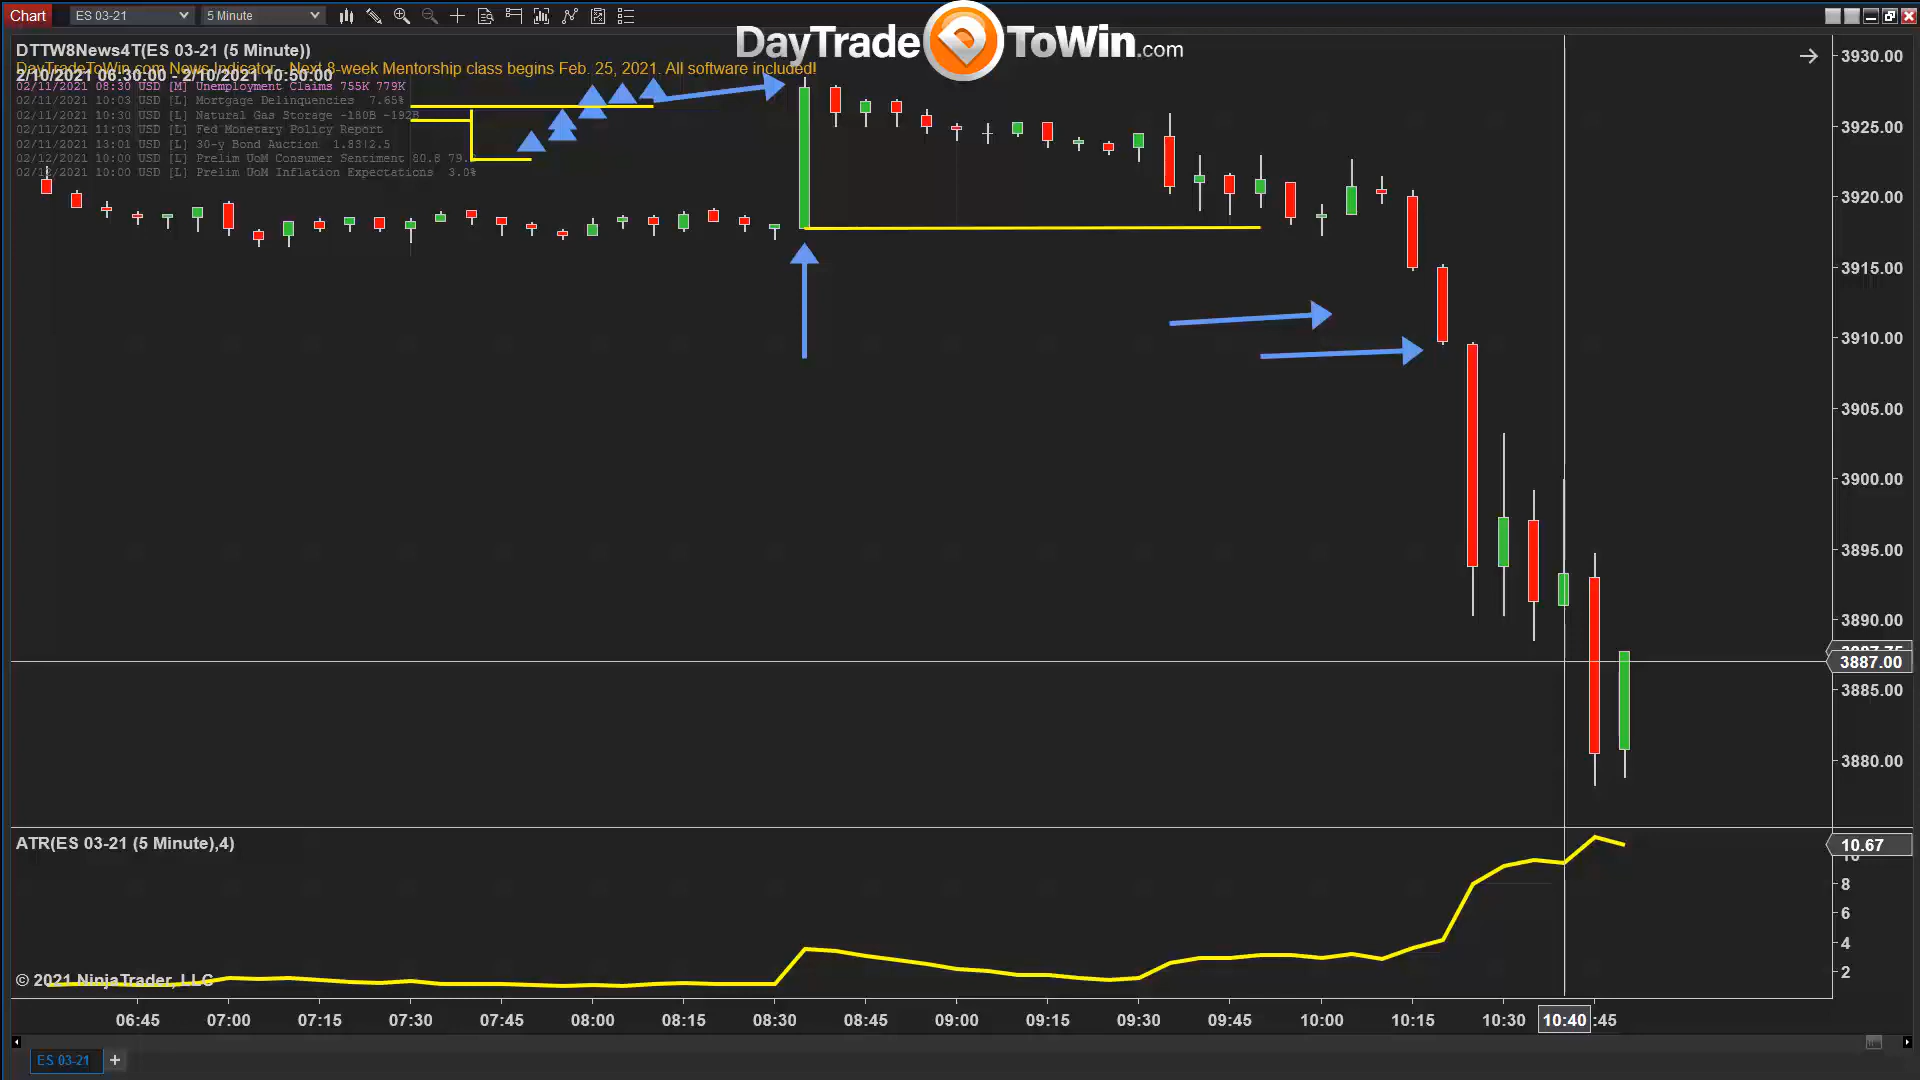 Chart
ES 03-21
5 Minute
DayTradeToWin.com
DTTW8News4T(ES 03-21 (5 Minute))
DayTradeToWin.com News Indicator - Next 8-week Mentorship class begins Feb. 25, 2021. All software included!
2/10/2021 06:30:00 - 2/10/2021 10:50:00
02/11/2021 08:30 USD [M] Unemployment Claims 755K 779K
02/11/2021 10:03 USD [L] Mortgage Delinquencies 7.65%
02/11/2021 10:30 USD [L] Natural Gas Storage -180B -192B
02/11/2021 11:03 USD [L] Fed Monetary Policy Report
02/11/2021 13:01 USD [L] 30-y Bond Auction 1.83|2.5
02/12/2021 10:00 USD [L] Prelim UoM Consumer Sentiment 80.8 79.
02/12/2021 10:00 USD [L] Prelim UoM Inflation Expectations 3.0%
3930.00
3925.00
3920.00
3915.00
3910.00
3905.00
3900.00
3895.00
3890.00
3887.00
3885.00
3880.00
ATR(ES 03-21 (5 Minute),4)
10.67
10
8
6
4
2
© 2021 NinjaTrader, LLC
06:45 07:00 07:15 07:30 07:45 08:00 08:15 08:30 08:45 09:00 09:15 09:30 09:45 10:00 10:15 10:30 10:40 :45
ES 03-21